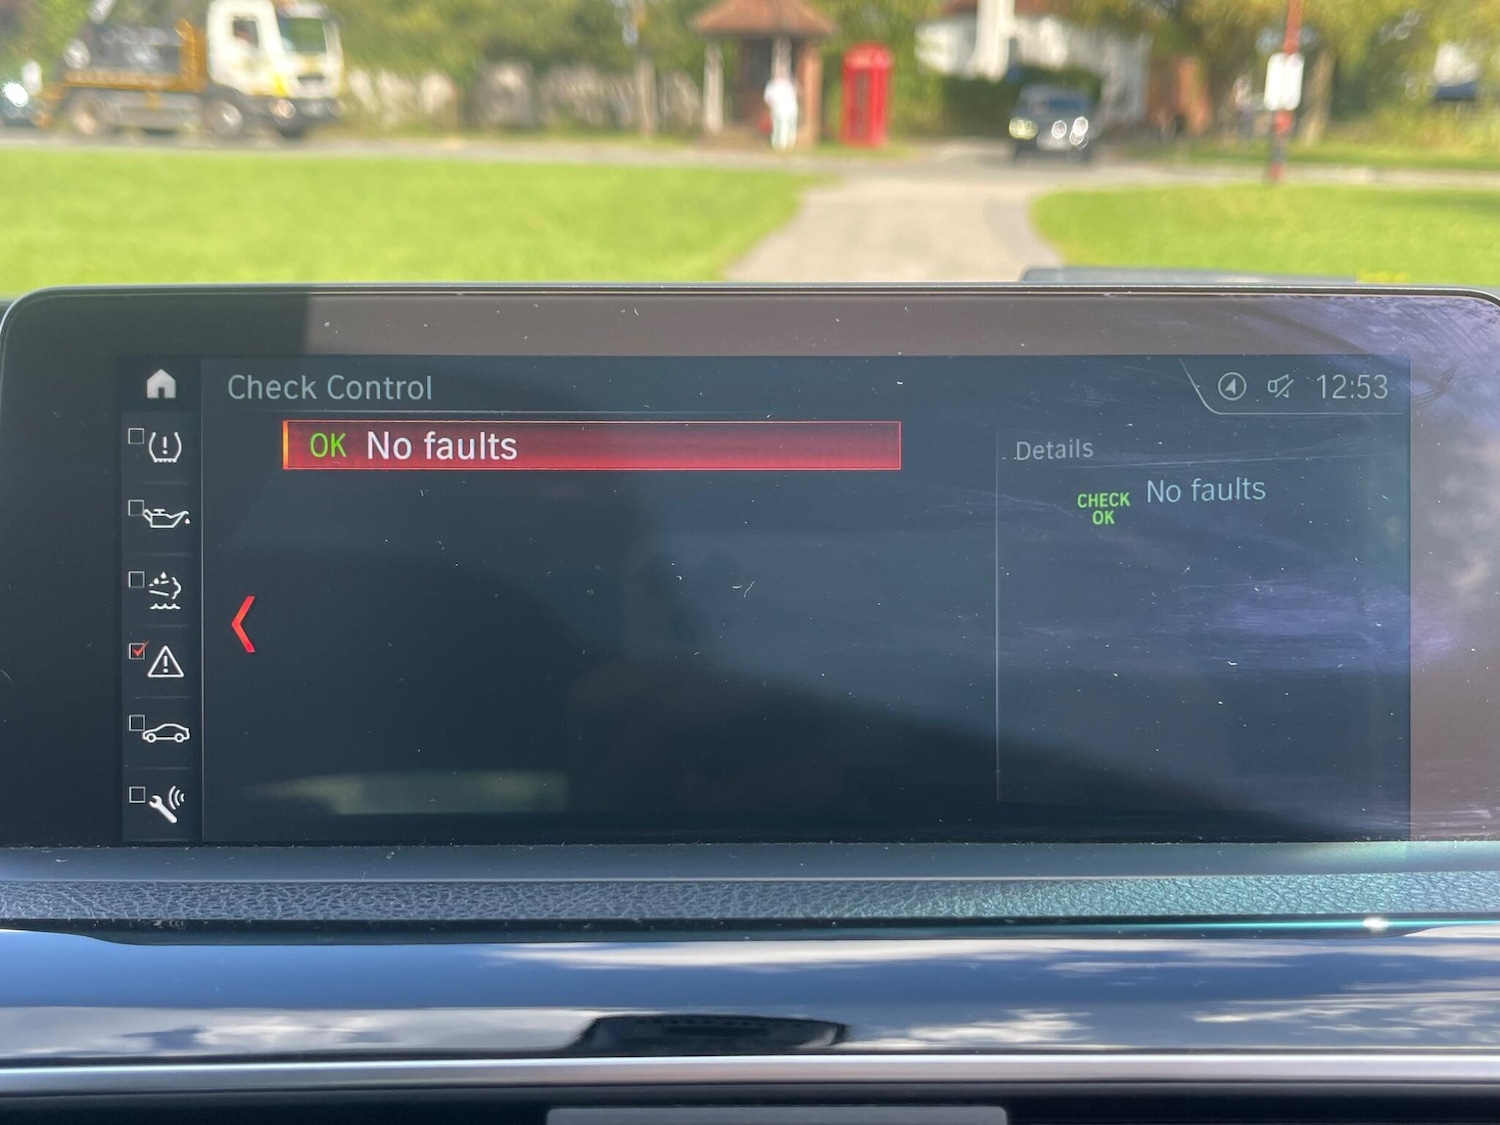 Check Control
12:53
OK No faults
Details
CHECK
OK
No faults